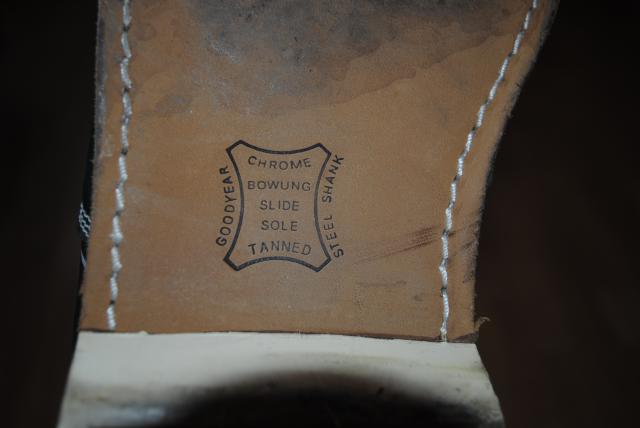 CHROME
BOWUNG
SLIDE
SOLE
TANNED
GOODYEAR
STEEL SHANK